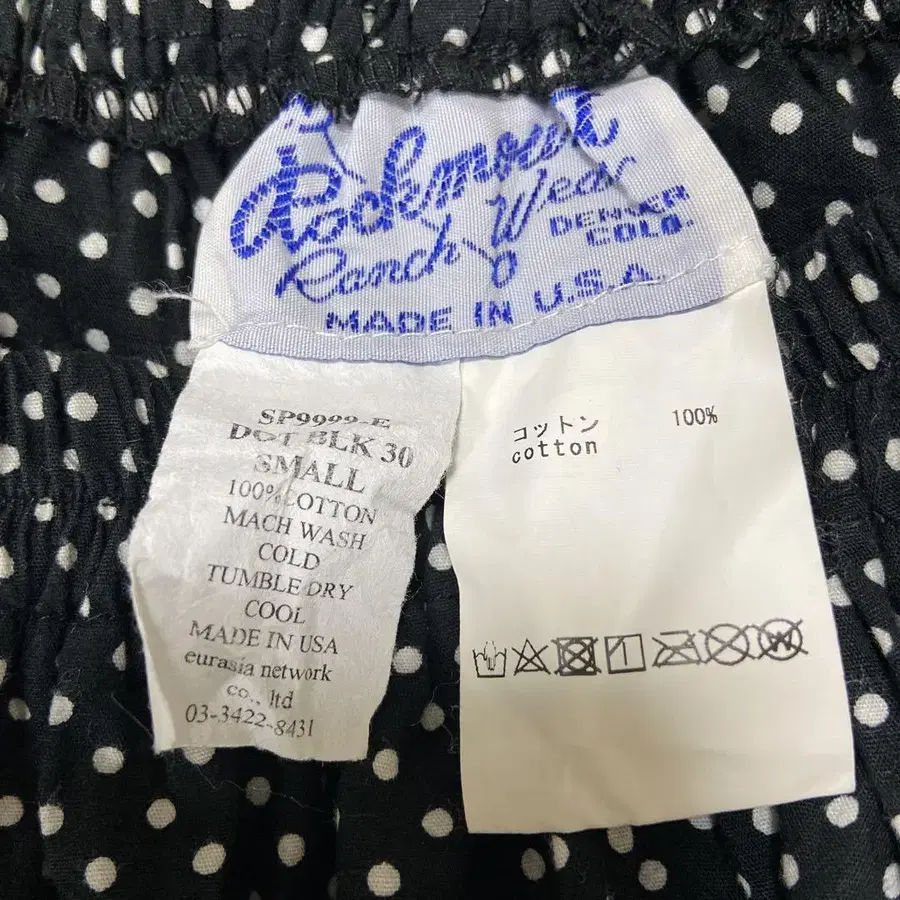 Rockmount
Ranch Wear
DENVER
COLO.
MADE IN U.S.A.
SP9999-E
DOT BLK 30
SMALL
100% COTTON
MACH WASH
COLD
TUMBLE DRY
COOL
MADE IN USA
eurasia network
co., ltd
03-3422-8431
コットン 100%
cotton